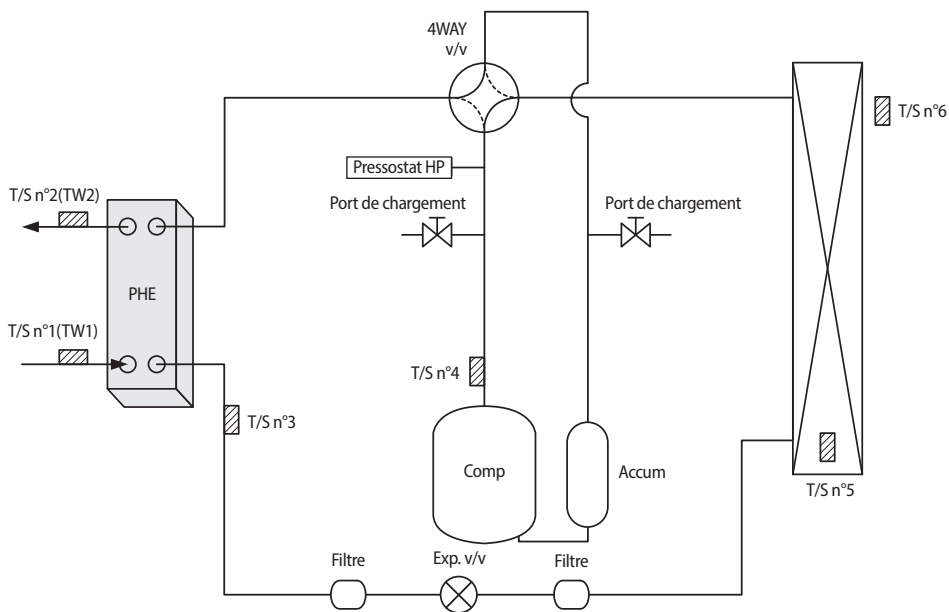 4WAY
v/v
T/S n°6
Pressostat HP
T/S n°2(TW2)
Port de chargement
Port de chargement
PHE
T/S n°1(TW1)
T/S n°4
T/S n°3
Comp
Accum
T/S n°5
Filtre
Exp. v/v
Filtre